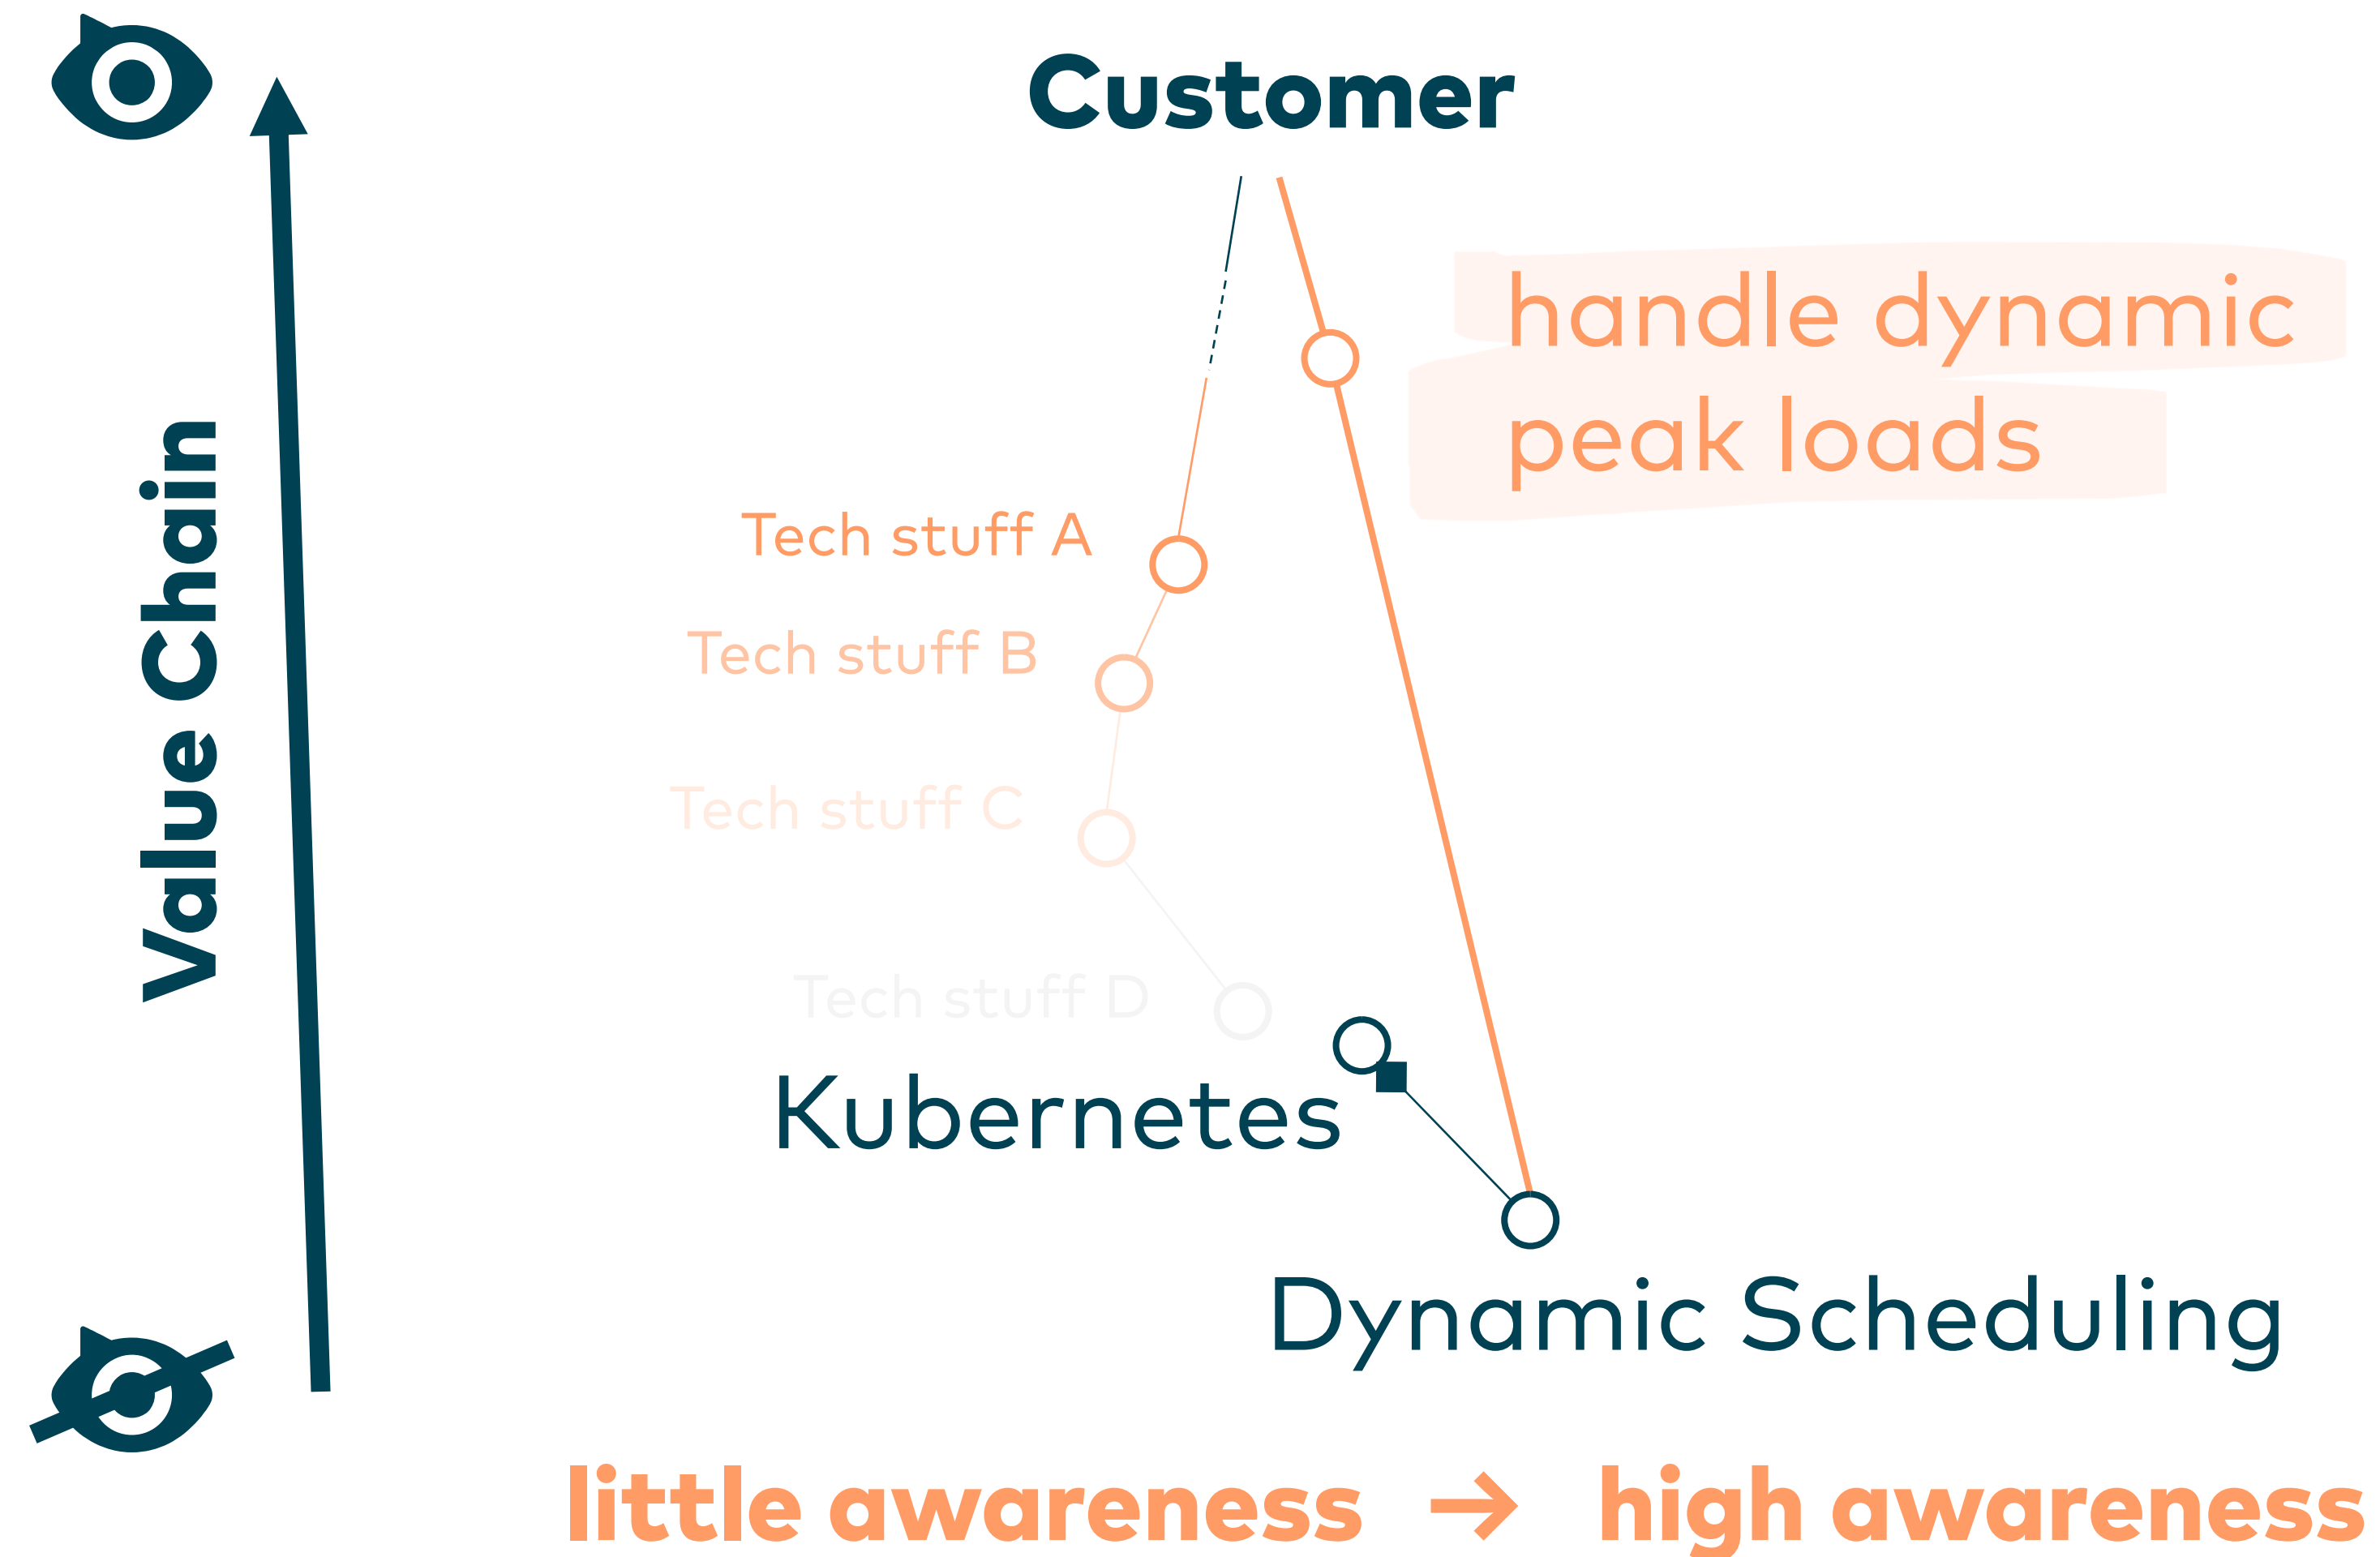 Customer
handle dynamic
peak loads
Value Chain
Tech stuff A
Tech stuff B
Tech stuff C
Tech stuff D
Kubernetes
Dynamic Scheduling
little awareness → high awareness